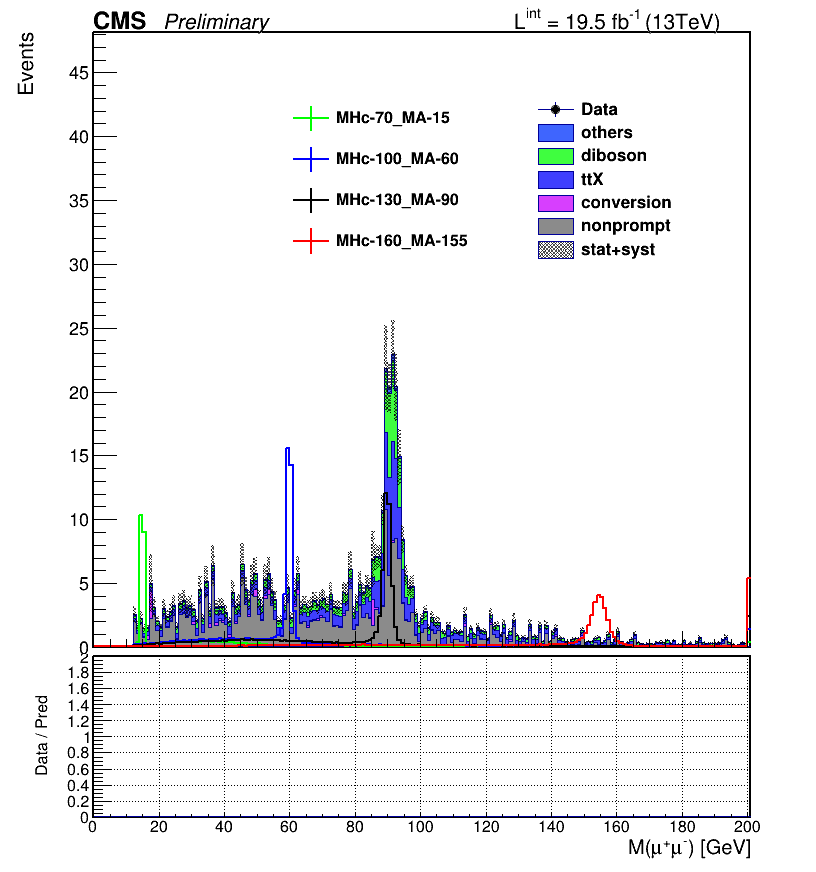 CMS Preliminary L^int = 19.5 fb^-1 (13TeV)
Events
45
40
35
30
25
20
15
10
5
0
MHc-70_MA-15
MHc-100_MA-60
MHc-130_MA-90
MHc-160_MA-155
Data
others
diboson
ttX
conversion
nonprompt
stat+syst
Data / Pred
2
1.8
1.6
1.4
1.2
1
0.8
0.6
0.4
0.2
0
0 20 40 60 80 100 120 140 160 180 200
M(μ⁺μ⁻) [GeV]